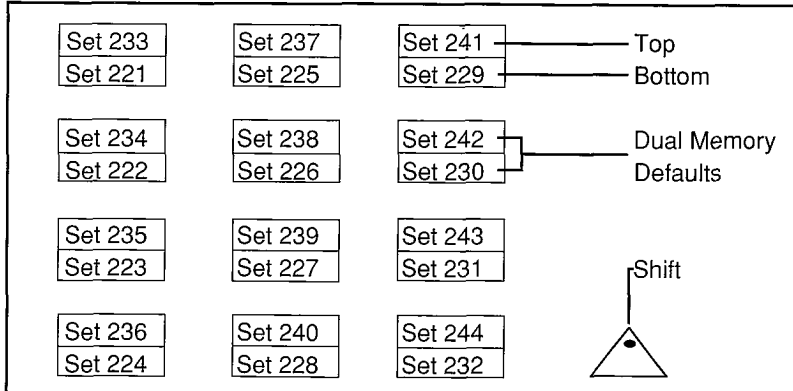 Set 233 Set 237 Set 241 Top
Set 221 Set 225 Set 229 Bottom
Set 234 Set 238 Set 242 Dual Memory
Set 222 Set 226 Set 230 Defaults
Set 235 Set 239 Set 243
Set 223 Set 227 Set 231 Shift
Set 236 Set 240 Set 244
Set 224 Set 228 Set 232